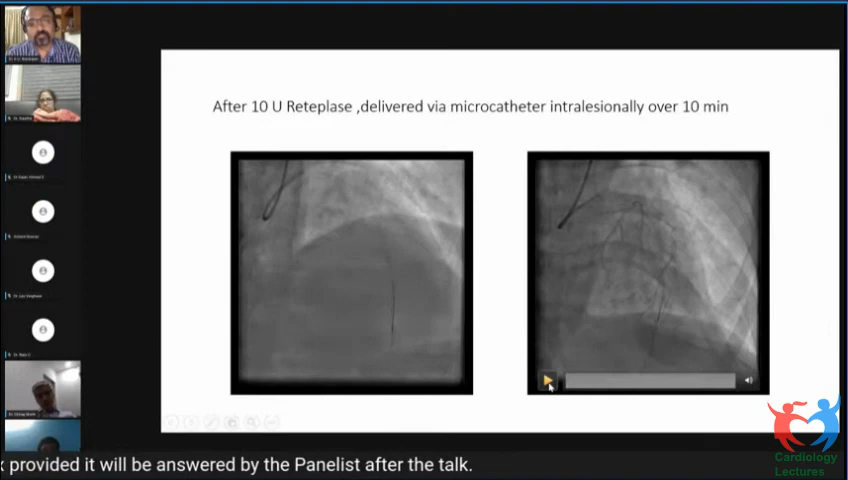 After 10 U Reteplase ,delivered via microcatheter intralesionally over 10 min
Cardiology
Lectures
x provided it will be answered by the Panelist after the talk.